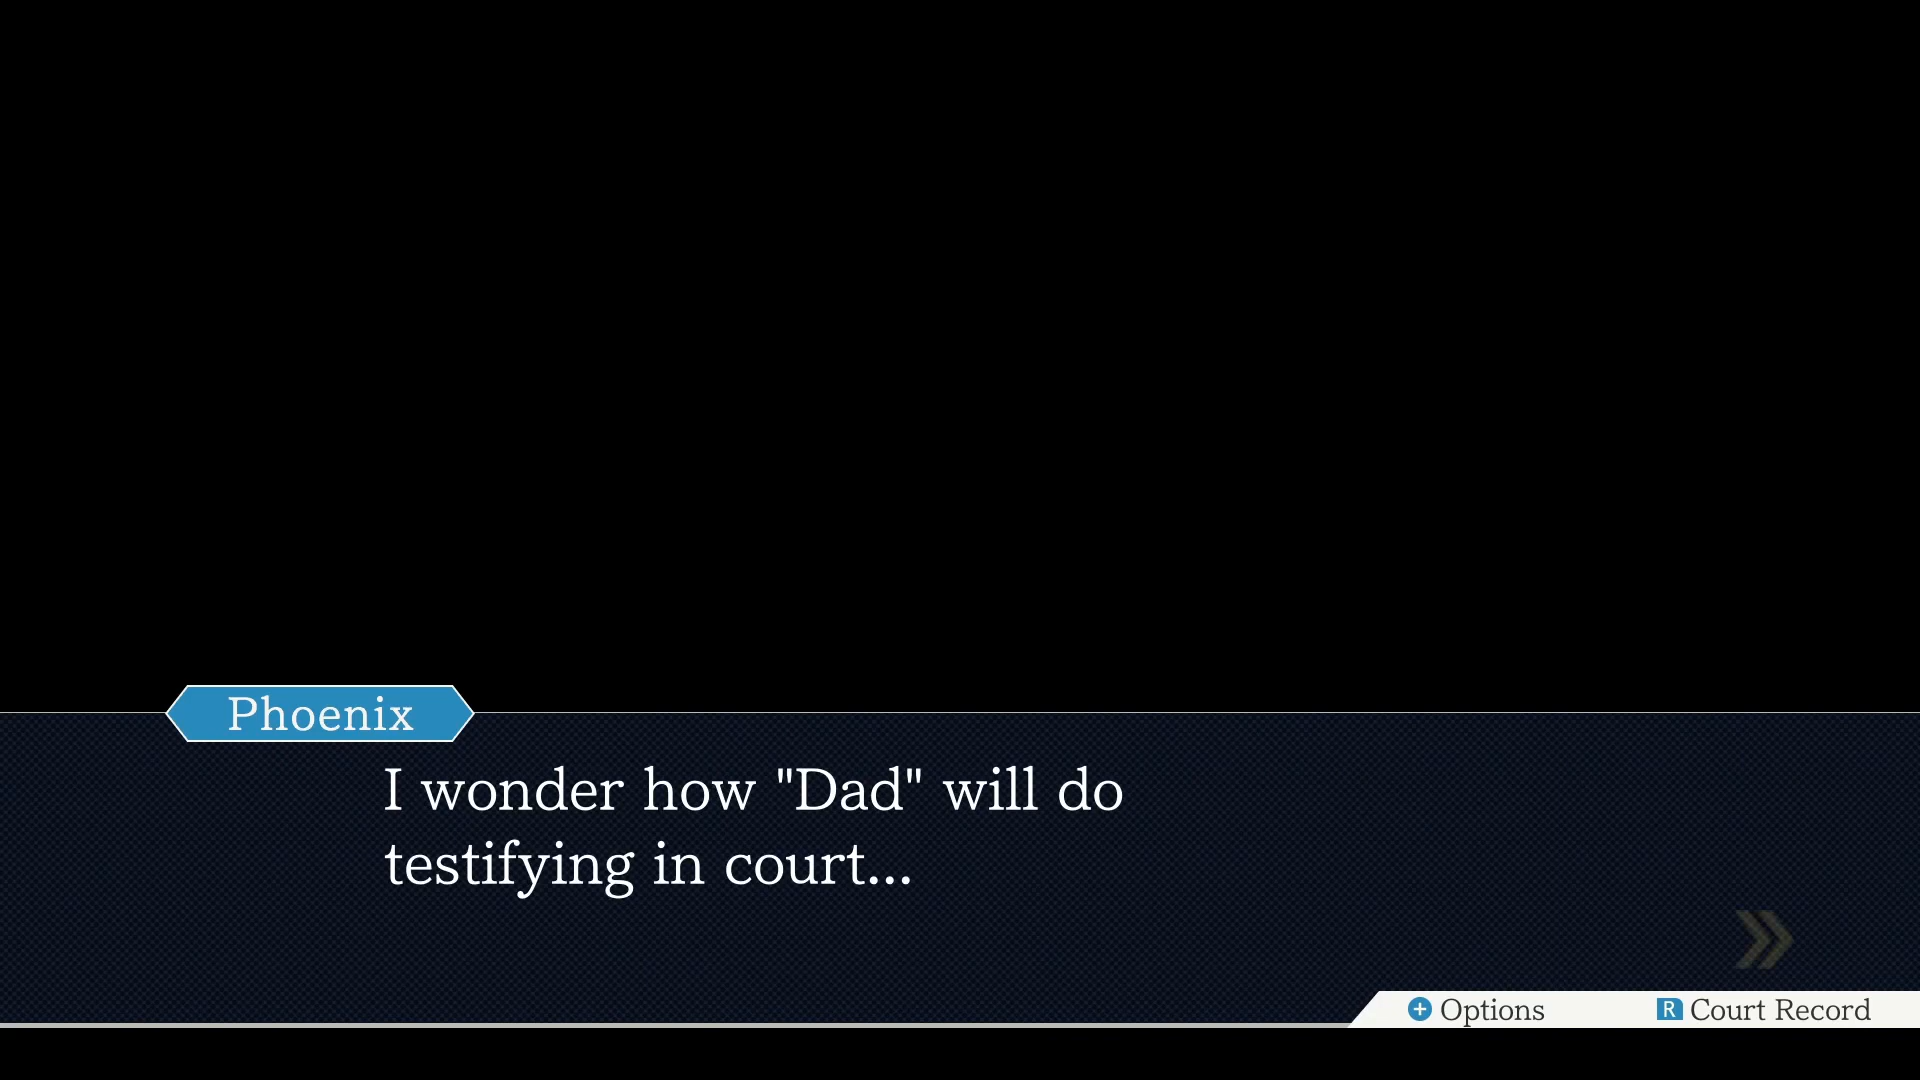 Phoenix
I wonder how "Dad" will do
testifying in court...
+ Options
R Court Record